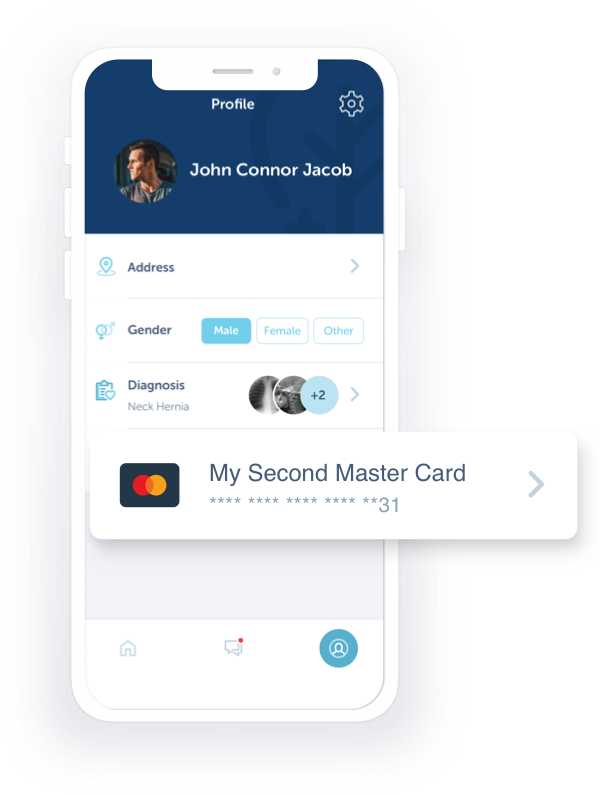 Profile
John Connor Jacob
Address
Gender Male Female Other
Diagnosis
Neck Hernia
+2
My Second Master Card
**** **** **** **** **31